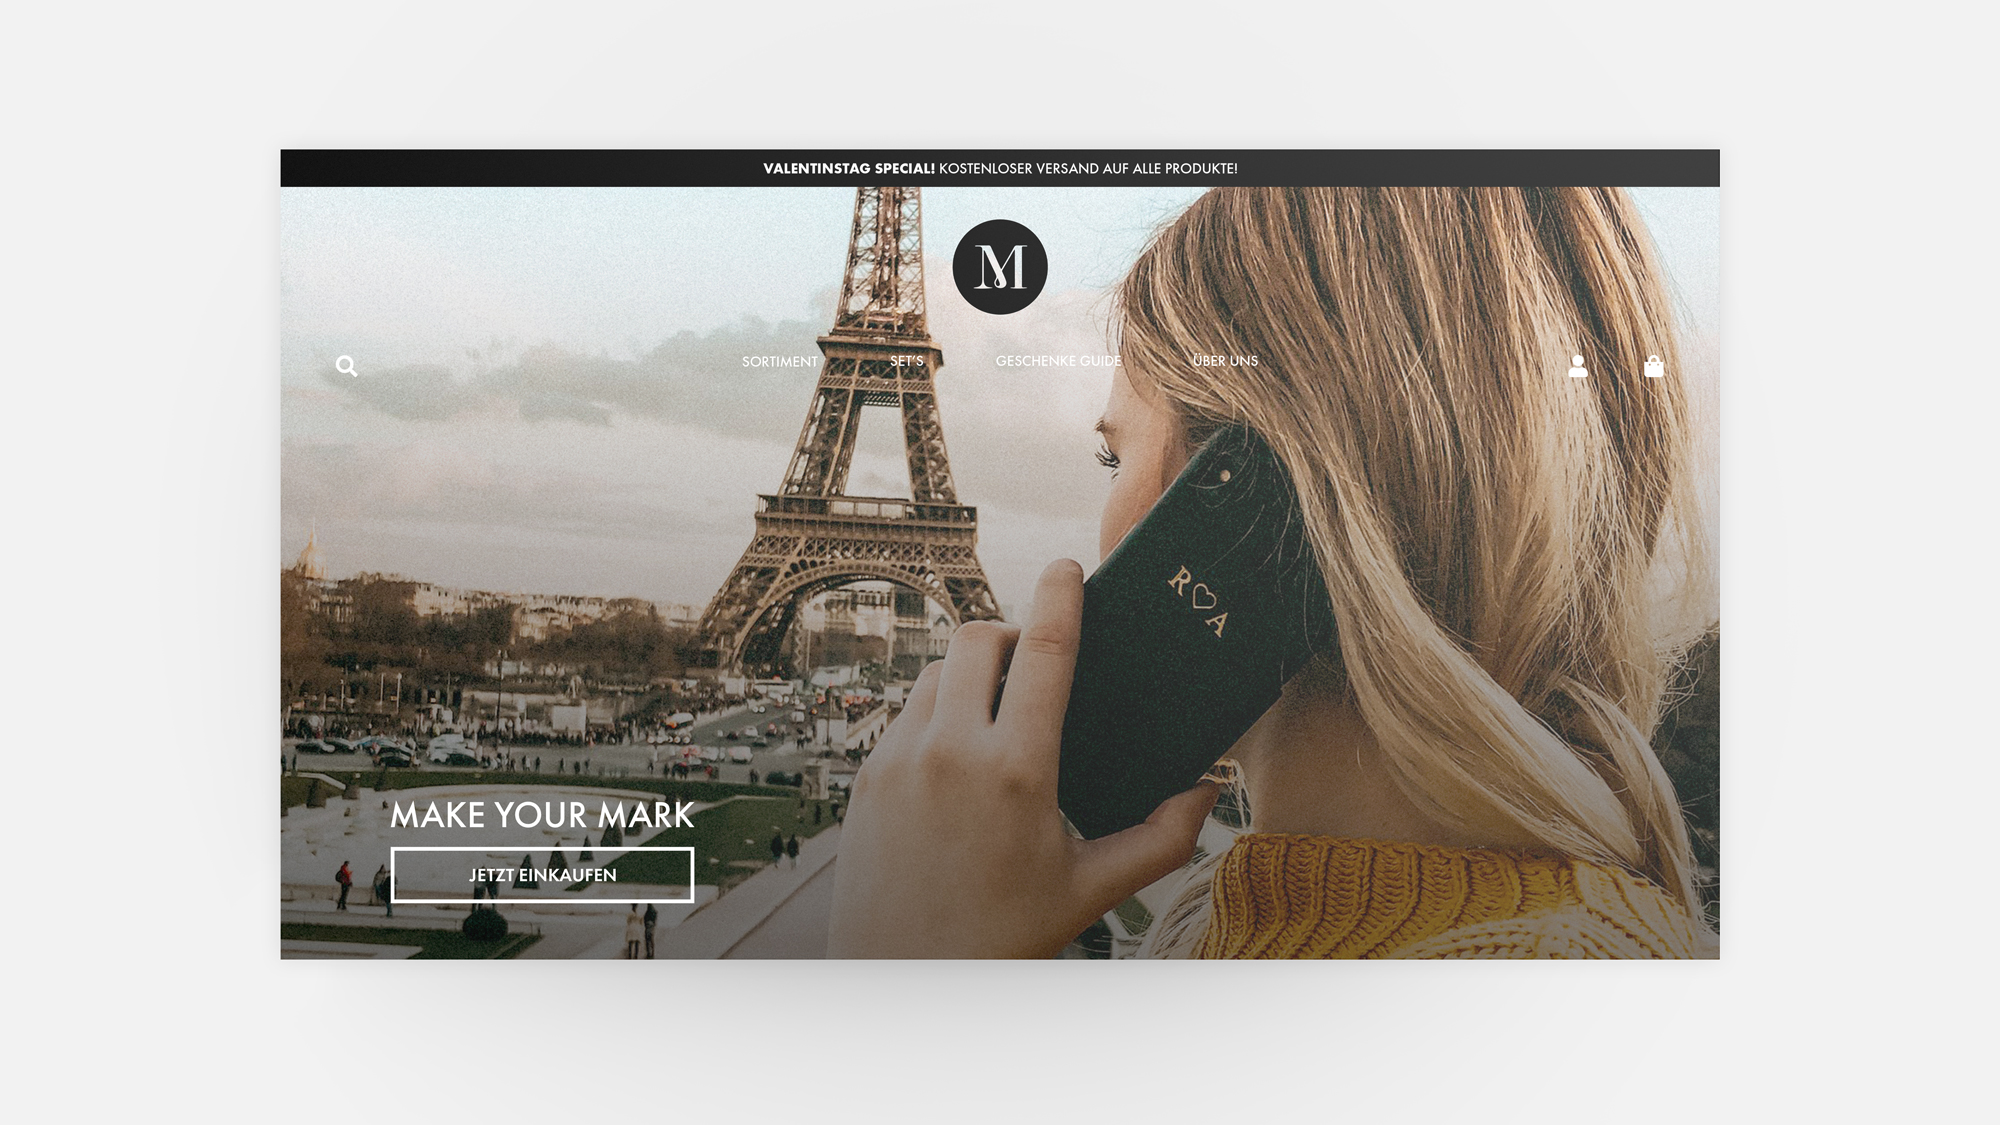 VALENTINSTAG SPECIAL! KOSTENLOSER VERSAND AUF ALLE PRODUKTE!
M
SORTIMENT SET'S GESCHENKE GUIDE ÜBER UNS
R♡A
MAKE YOUR MARK
JETZT EINKAUFEN